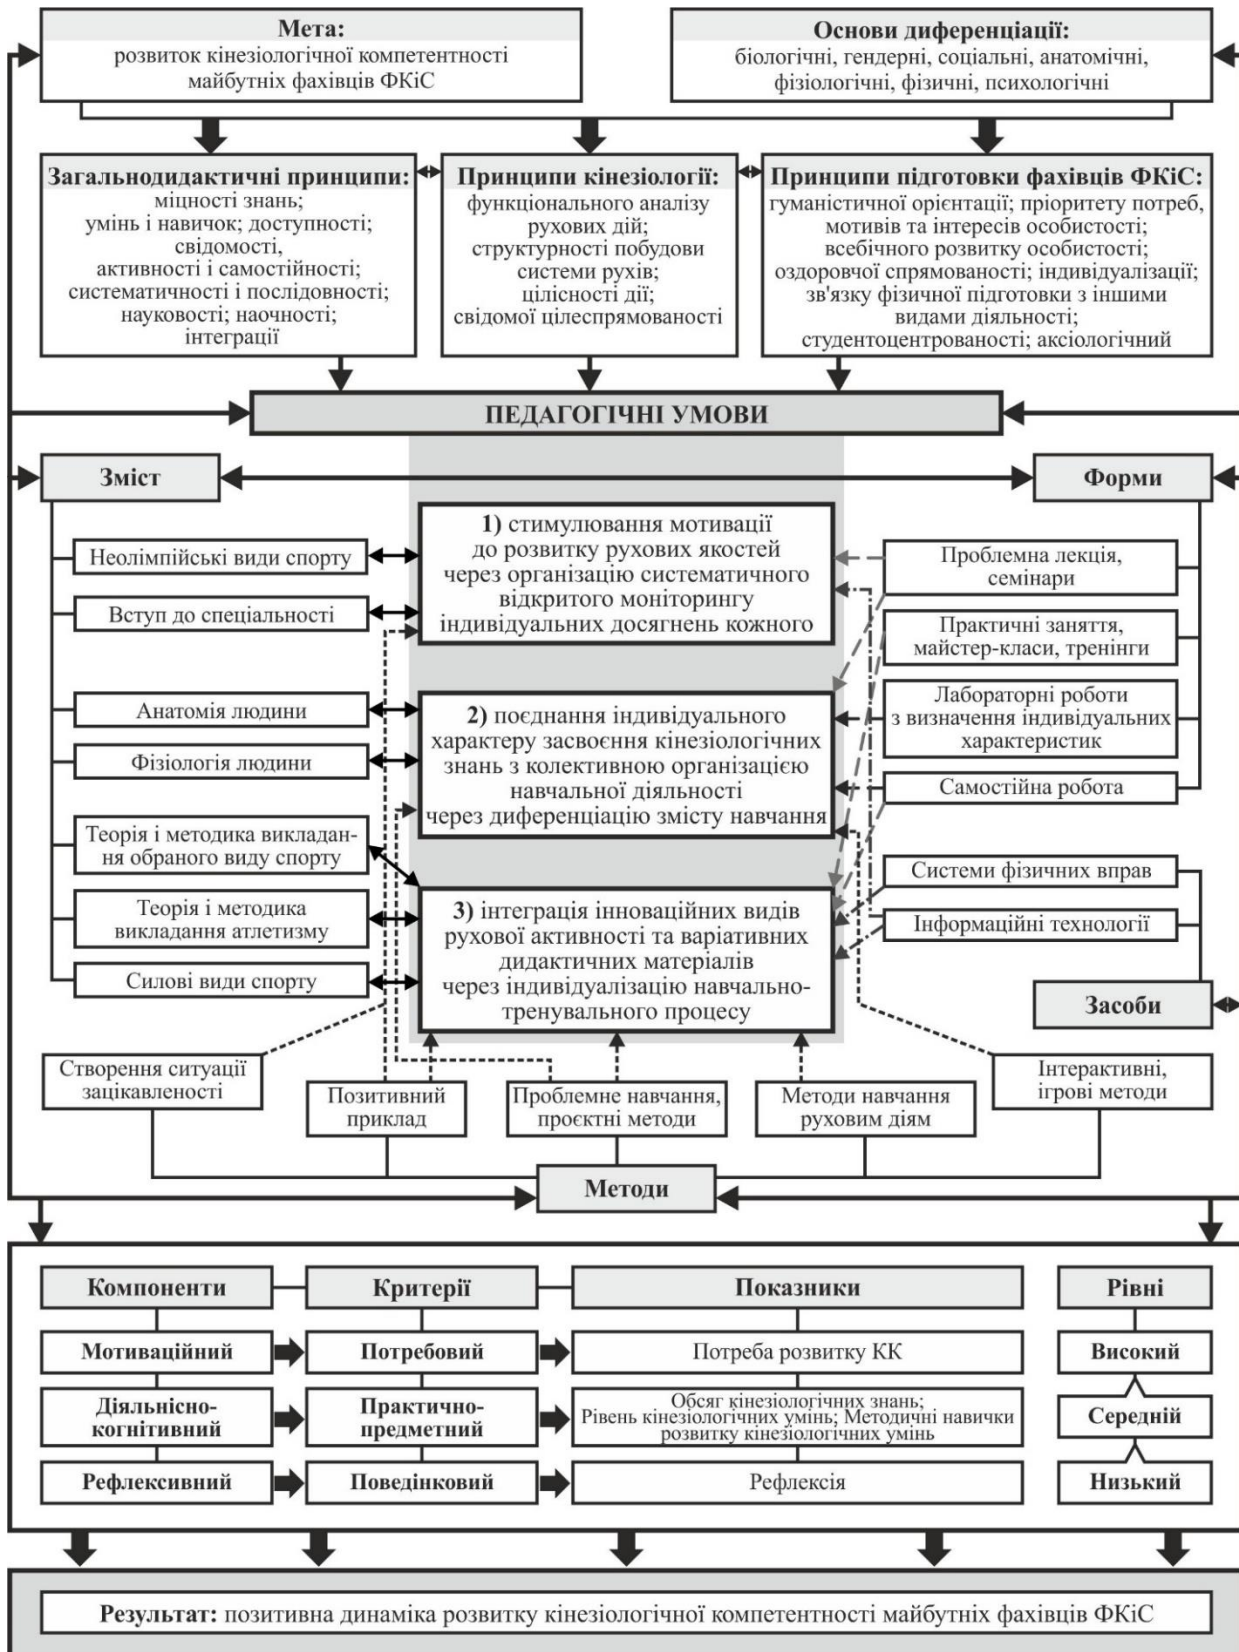 Мета:
розвиток кінезіологічної компетентності
майбутніх фахівців ФКіС
Основи диференціації:
біологічні, гендерні, соціальні, анатомічні,
фізіологічні, фізичні, психологічні
Загальнодидактичні принципи:
міцності знань;
умінь і навичок; доступності;
свідомості,
активності і самостійності;
систематичності і послідовності;
науковості; наочності;
інтеграції
Принципи кінезіології:
функціонального аналізу
рухових дій;
структурності побудови
системи рухів;
цілісності дії;
свідомої цілеспрямованості
Принципи підготовки фахівців ФКіС:
гуманістичної орієнтації; пріоритету потреб,
мотивів та інтересів особистості;
всебічного розвитку особистості;
оздоровчої спрямованості; індивідуалізації;
зв'язку фізичної підготовки з іншими
видами діяльності;
студентоцентрованості; аксіологічний
ПЕДАГОГІЧНІ УМОВИ
Зміст
Форми
Неолімпійські види спорту
Вступ до спеціальності
Анатомія людини
Фізіологія людини
Теорія і методика викладан-
ня обраного виду спорту
Теорія і методика
викладання атлетизму
Силові види спорту
1) стимулювання мотивації
до розвитку рухових якостей
через організацію систематичного
відкритого моніторингу
індивідуальних досягнень кожного
2) поєднання індивідуального
характеру засвоєння кінезіологічних
знань з колективною організацією
навчальної діяльності
через диференціацію змісту навчання
3) інтеграція інноваційних видів
рухової активності та варіативних
дидактичних матеріалів
через індивідуалізацію навчально-
тренувального процесу
Проблемна лекція,
семінари
Практичні заняття,
майстер-класи, тренінги
Лабораторні роботи
з визначення індивідуальних
характеристик
Самостійна робота
Системи фізичних вправ
Інформаційні технології
Засоби
Створення ситуації
зацікавленості
Позитивний
приклад
Проблемне навчання,
проєктні методи
Методи навчання
руховим діям
Інтерактивні,
ігрові методи
Методи
Компоненти
Критерії
Показники
Рівні
Мотиваційний
Потребовий
Потреба розвитку КК
Високий
Діяльнісно-
когнітивний
Практично-
предметний
Обсяг кінезіологічних знань;
Рівень кінезіологічних умінь; Методичні навички
розвитку кінезіологічних умінь
Середній
Рефлексивний
Поведінковий
Рефлексія
Низький
Результат: позитивна динаміка розвитку кінезіологічної компетентності майбутніх фахівців ФКіС